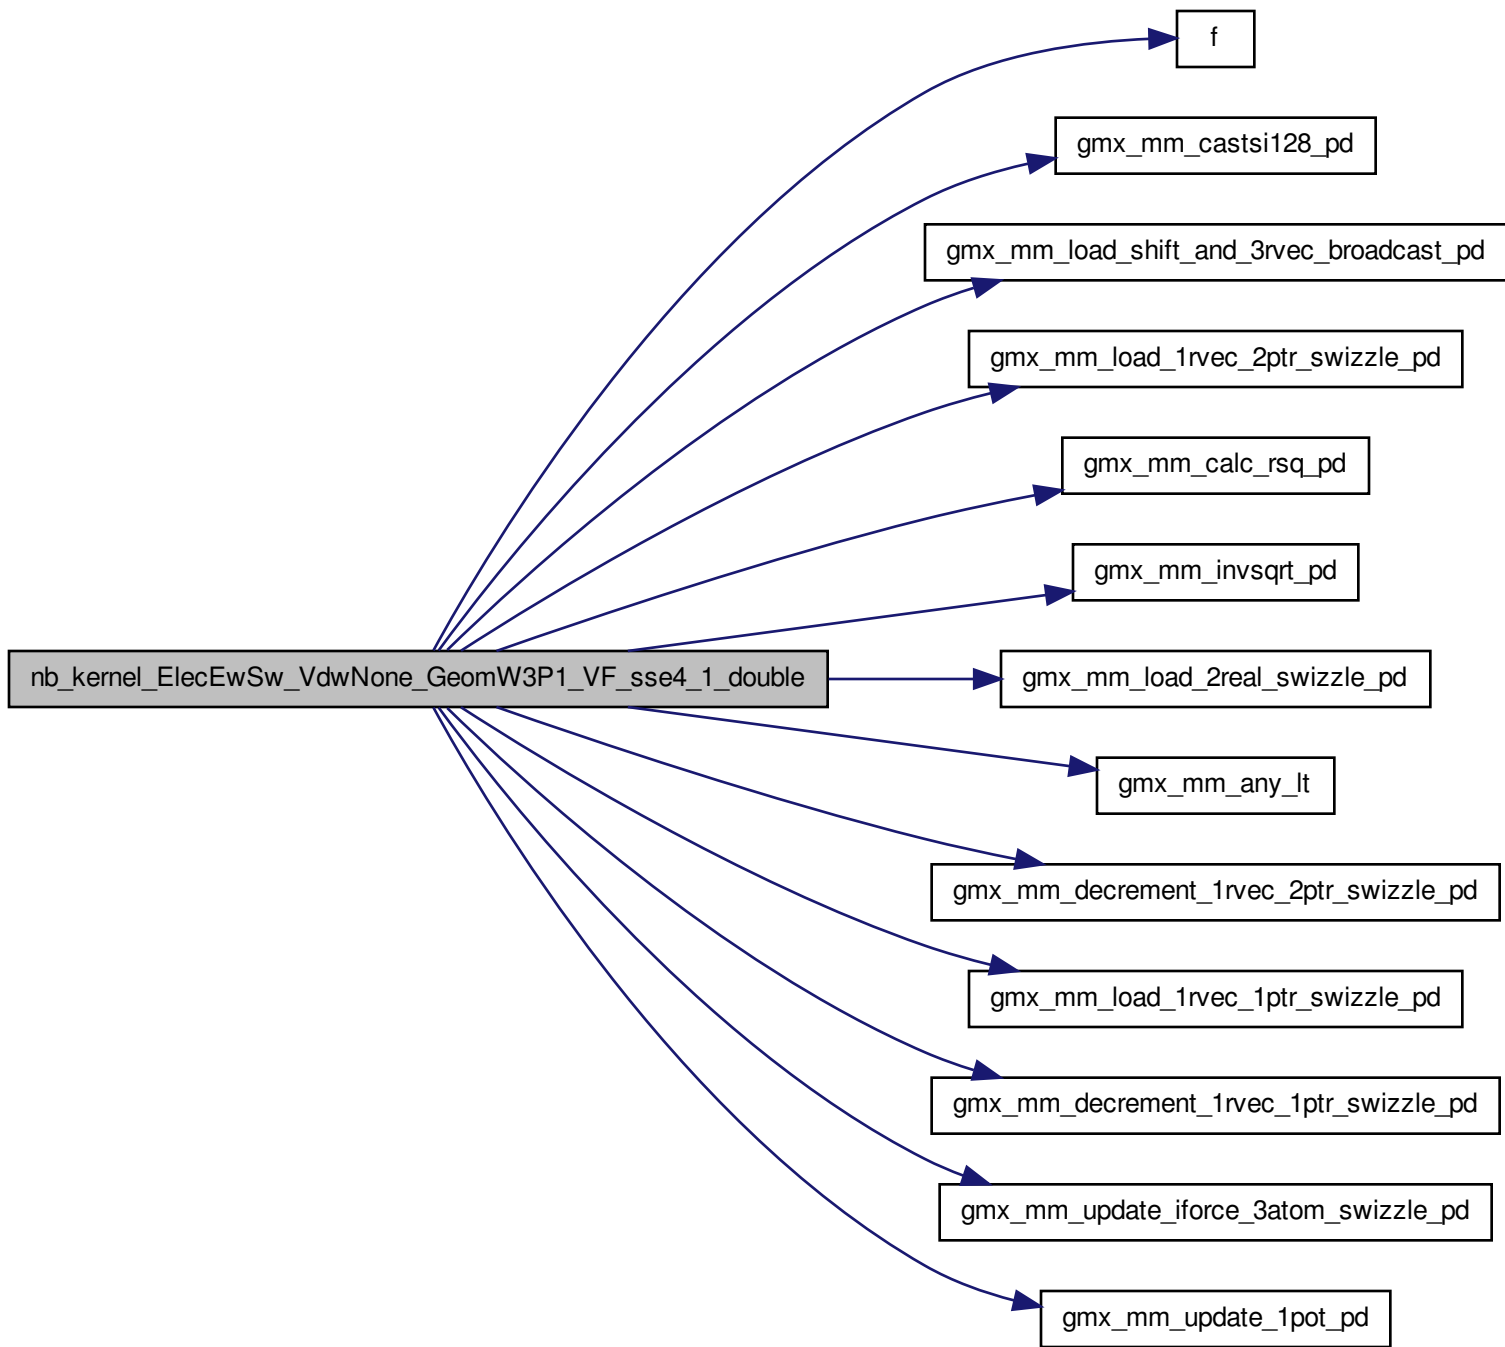 f
gmx_mm_castsi128_pd
gmx_mm_load_shift_and_3rvec_broadcast_pd
gmx_mm_load_1rvec_2ptr_swizzle_pd
gmx_mm_calc_rsq_pd
gmx_mm_invsqrt_pd
nb_kernel_ElecEwSw_VdwNone_GeomW3P1_VF_sse4_1_double
gmx_mm_load_2real_swizzle_pd
gmx_mm_any_lt
gmx_mm_decrement_1rvec_2ptr_swizzle_pd
gmx_mm_load_1rvec_1ptr_swizzle_pd
gmx_mm_decrement_1rvec_1ptr_swizzle_pd
gmx_mm_update_iforce_3atom_swizzle_pd
gmx_mm_update_1pot_pd